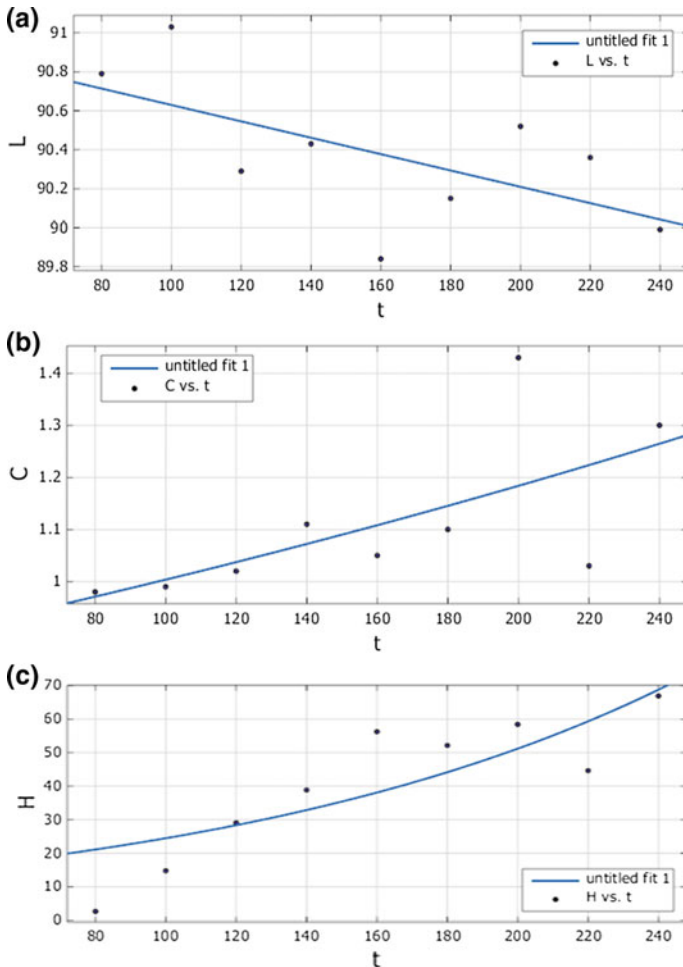 (a)
91
90.8
90.6
90.4
90.2
90
89.8
L
untitled fit 1
L vs. t
80 100 120 140 160 180 200 220 240
t
(b)
1.4
1.3
1.2
1.1
1
C
untitled fit 1
C vs. t
80 100 120 140 160 180 200 220 240
t
(c)
70
60
50
40
30
20
10
0
H
untitled fit 1
H vs. t
80 100 120 140 160 180 200 220 240
t